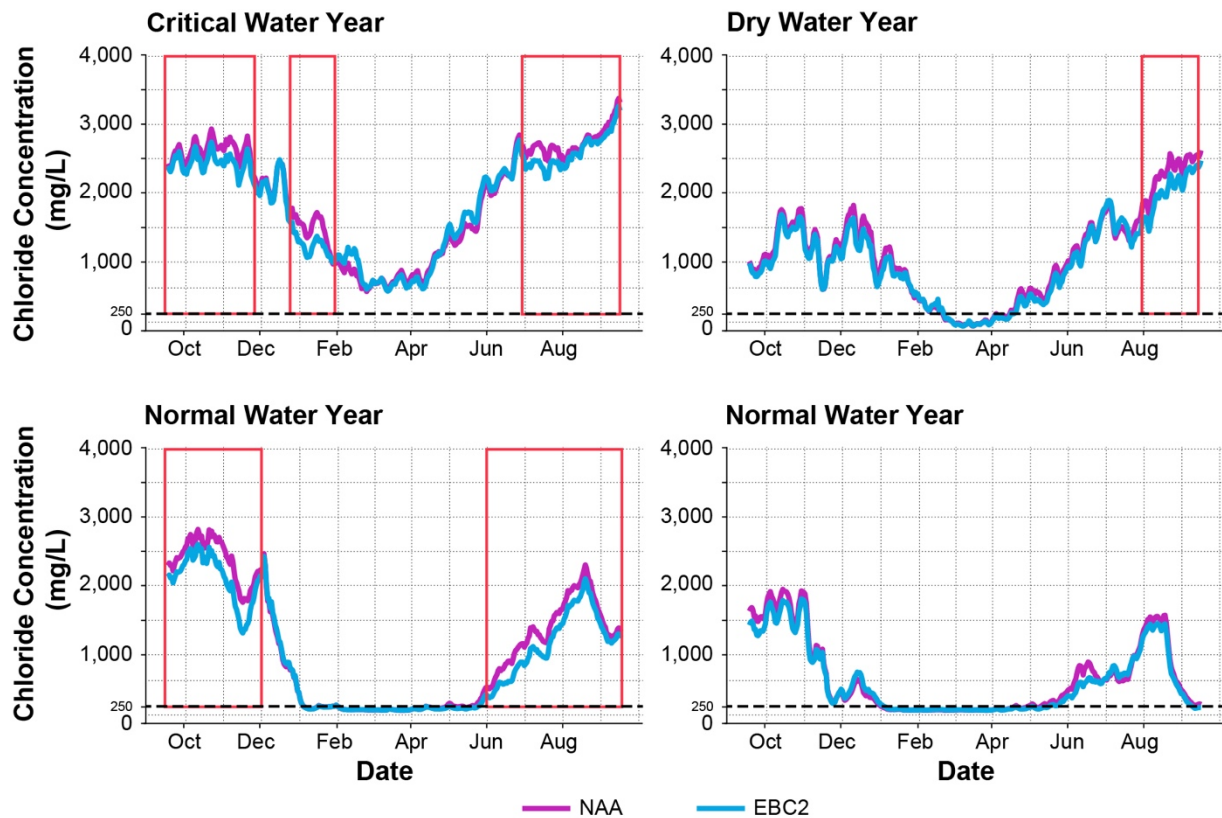 Critical Water Year
Dry Water Year
Chloride Concentration
(mg/L)
4,000
3,000
2,000
1,000
250
0
Oct Dec Feb Apr Jun Aug
4,000
3,000
2,000
1,000
250
0
Oct Dec Feb Apr Jun Aug
Normal Water Year
Normal Water Year
Chloride Concentration
(mg/L)
4,000
3,000
2,000
1,000
250
0
Oct Dec Feb Apr Jun Aug
Date
4,000
3,000
2,000
1,000
250
0
Oct Dec Feb Apr Jun Aug
Date
NAA EBC2